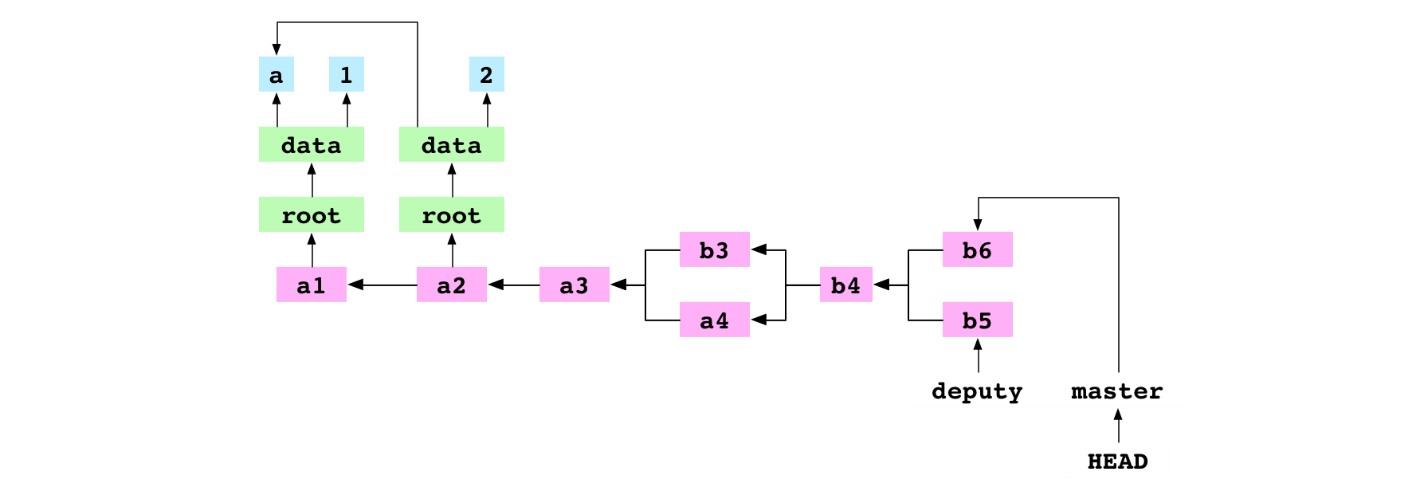 a 1 2
data data
root root
b3 b6
a1 a2 a3 b4
a4 b5
deputy master
HEAD